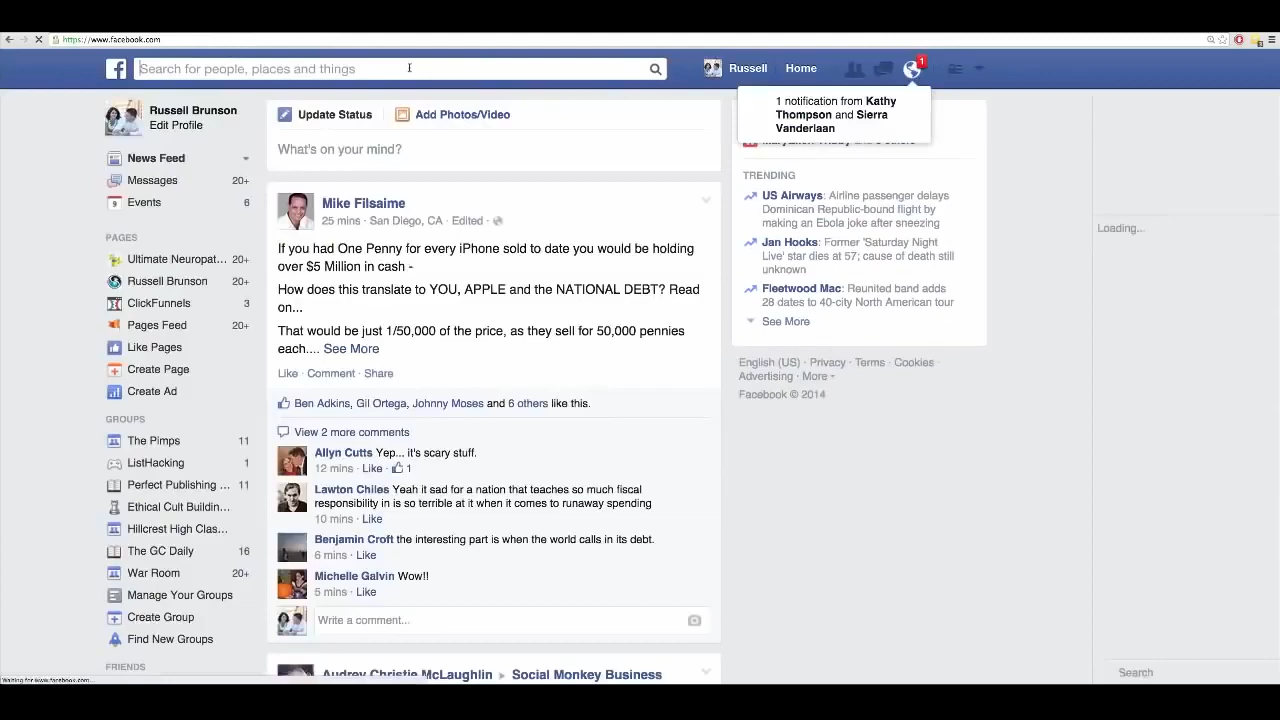 https://www.facebook.com
Search for people, places and things
Russell
Home
1
1 notification from Kathy
Thompson and Sierra
Vanderlaan
Russell Brunson
Edit Profile
News Feed
Messages 20+
9 Events 6
PAGES
Ultimate Neuropat... 20+
Russell Brunson 20+
ClickFunnels 3
Pages Feed 20+
Like Pages
Create Page
Create Ad
GROUPS
The Pimps 11
ListHacking 1
Perfect Publishing ... 11
Ethical Cult Buildin...
Hillcrest High Clas...
The GC Daily 16
War Room 20+
Manage Your Groups
Create Group
Find New Groups
FRIENDS
Waiting for www.facebook.com...
Update Status
Add Photos/Video
What's on your mind?
Mike Filsaime
25 mins · San Diego, CA · Edited ·
If you had One Penny for every iPhone sold to date you would be holding
over $5 Million in cash -
How does this translate to YOU, APPLE and the NATIONAL DEBT? Read
on...
That would be just 1/50,000 of the price, as they sell for 50,000 pennies
each.... See More
Like · Comment · Share
Ben Adkins, Gil Ortega, Johnny Moses and 6 others like this.
View 2 more comments
Allyn Cutts Yep... it's scary stuff.
12 mins · Like · 1
Lawton Chiles Yeah it sad for a nation that teaches so much fiscal
responsibility in is so terrible at it when it comes to runaway spending
10 mins · Like
Benjamin Croft the interesting part is when the world calls in its debt.
6 mins · Like
Michelle Galvin Wow!!
5 mins · Like
Write a comment...
Audrey Christie McLaughlin ▸ Social Monkey Business
TRENDING
US Airways: Airline passenger delays
Dominican Republic-bound flight by
making an Ebola joke after sneezing
Jan Hooks: Former 'Saturday Night
Live' star dies at 57; cause of death still
unknown
Fleetwood Mac: Reunited band adds
28 dates to 40-city North American tour
See More
English (US) · Privacy · Terms · Cookies ·
Advertising · More
Facebook © 2014
Loading...
Search